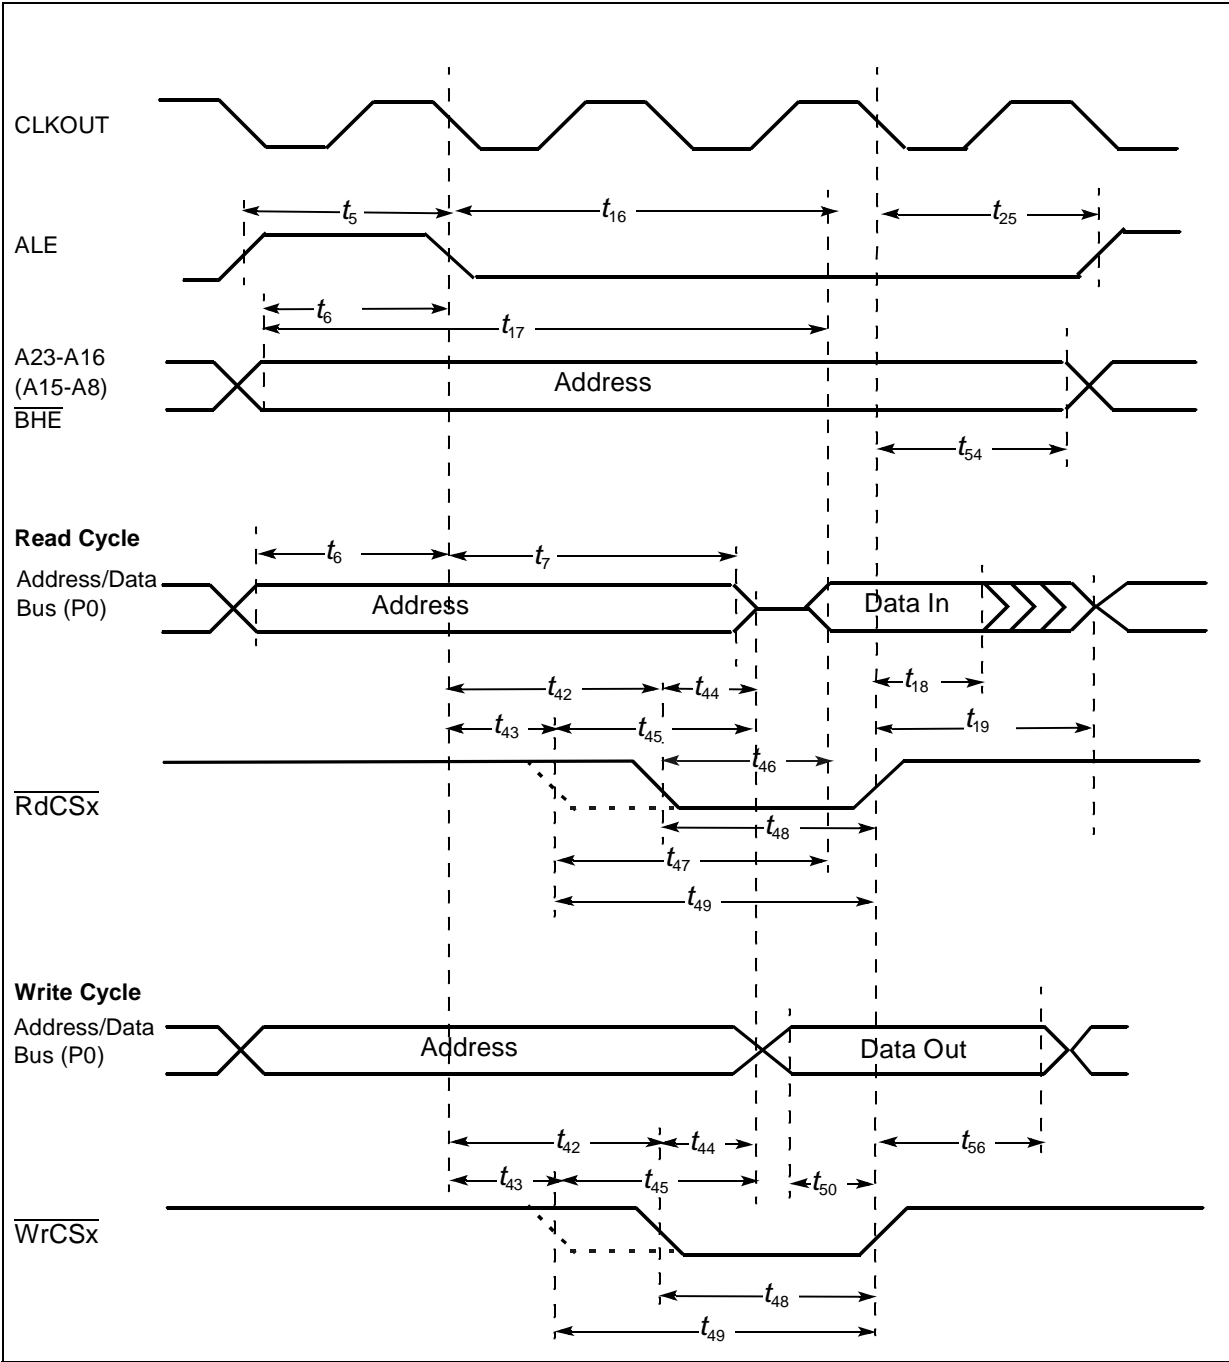 CLKOUT
t5
t16
t25
ALE
t6
t17
A23-A16
(A15-A8)
BHE
Address
t54
Read Cycle
t6
t7
Address/Data
Bus (P0)
Address
Data In
t42
t44
t18
t43
t45
t19
t46
RdCSx
t48
t47
t49
Write Cycle
Address/Data
Bus (P0)
Address
Data Out
t42
t44
t56
t43
t45
t50
WrCSx
t48
t49